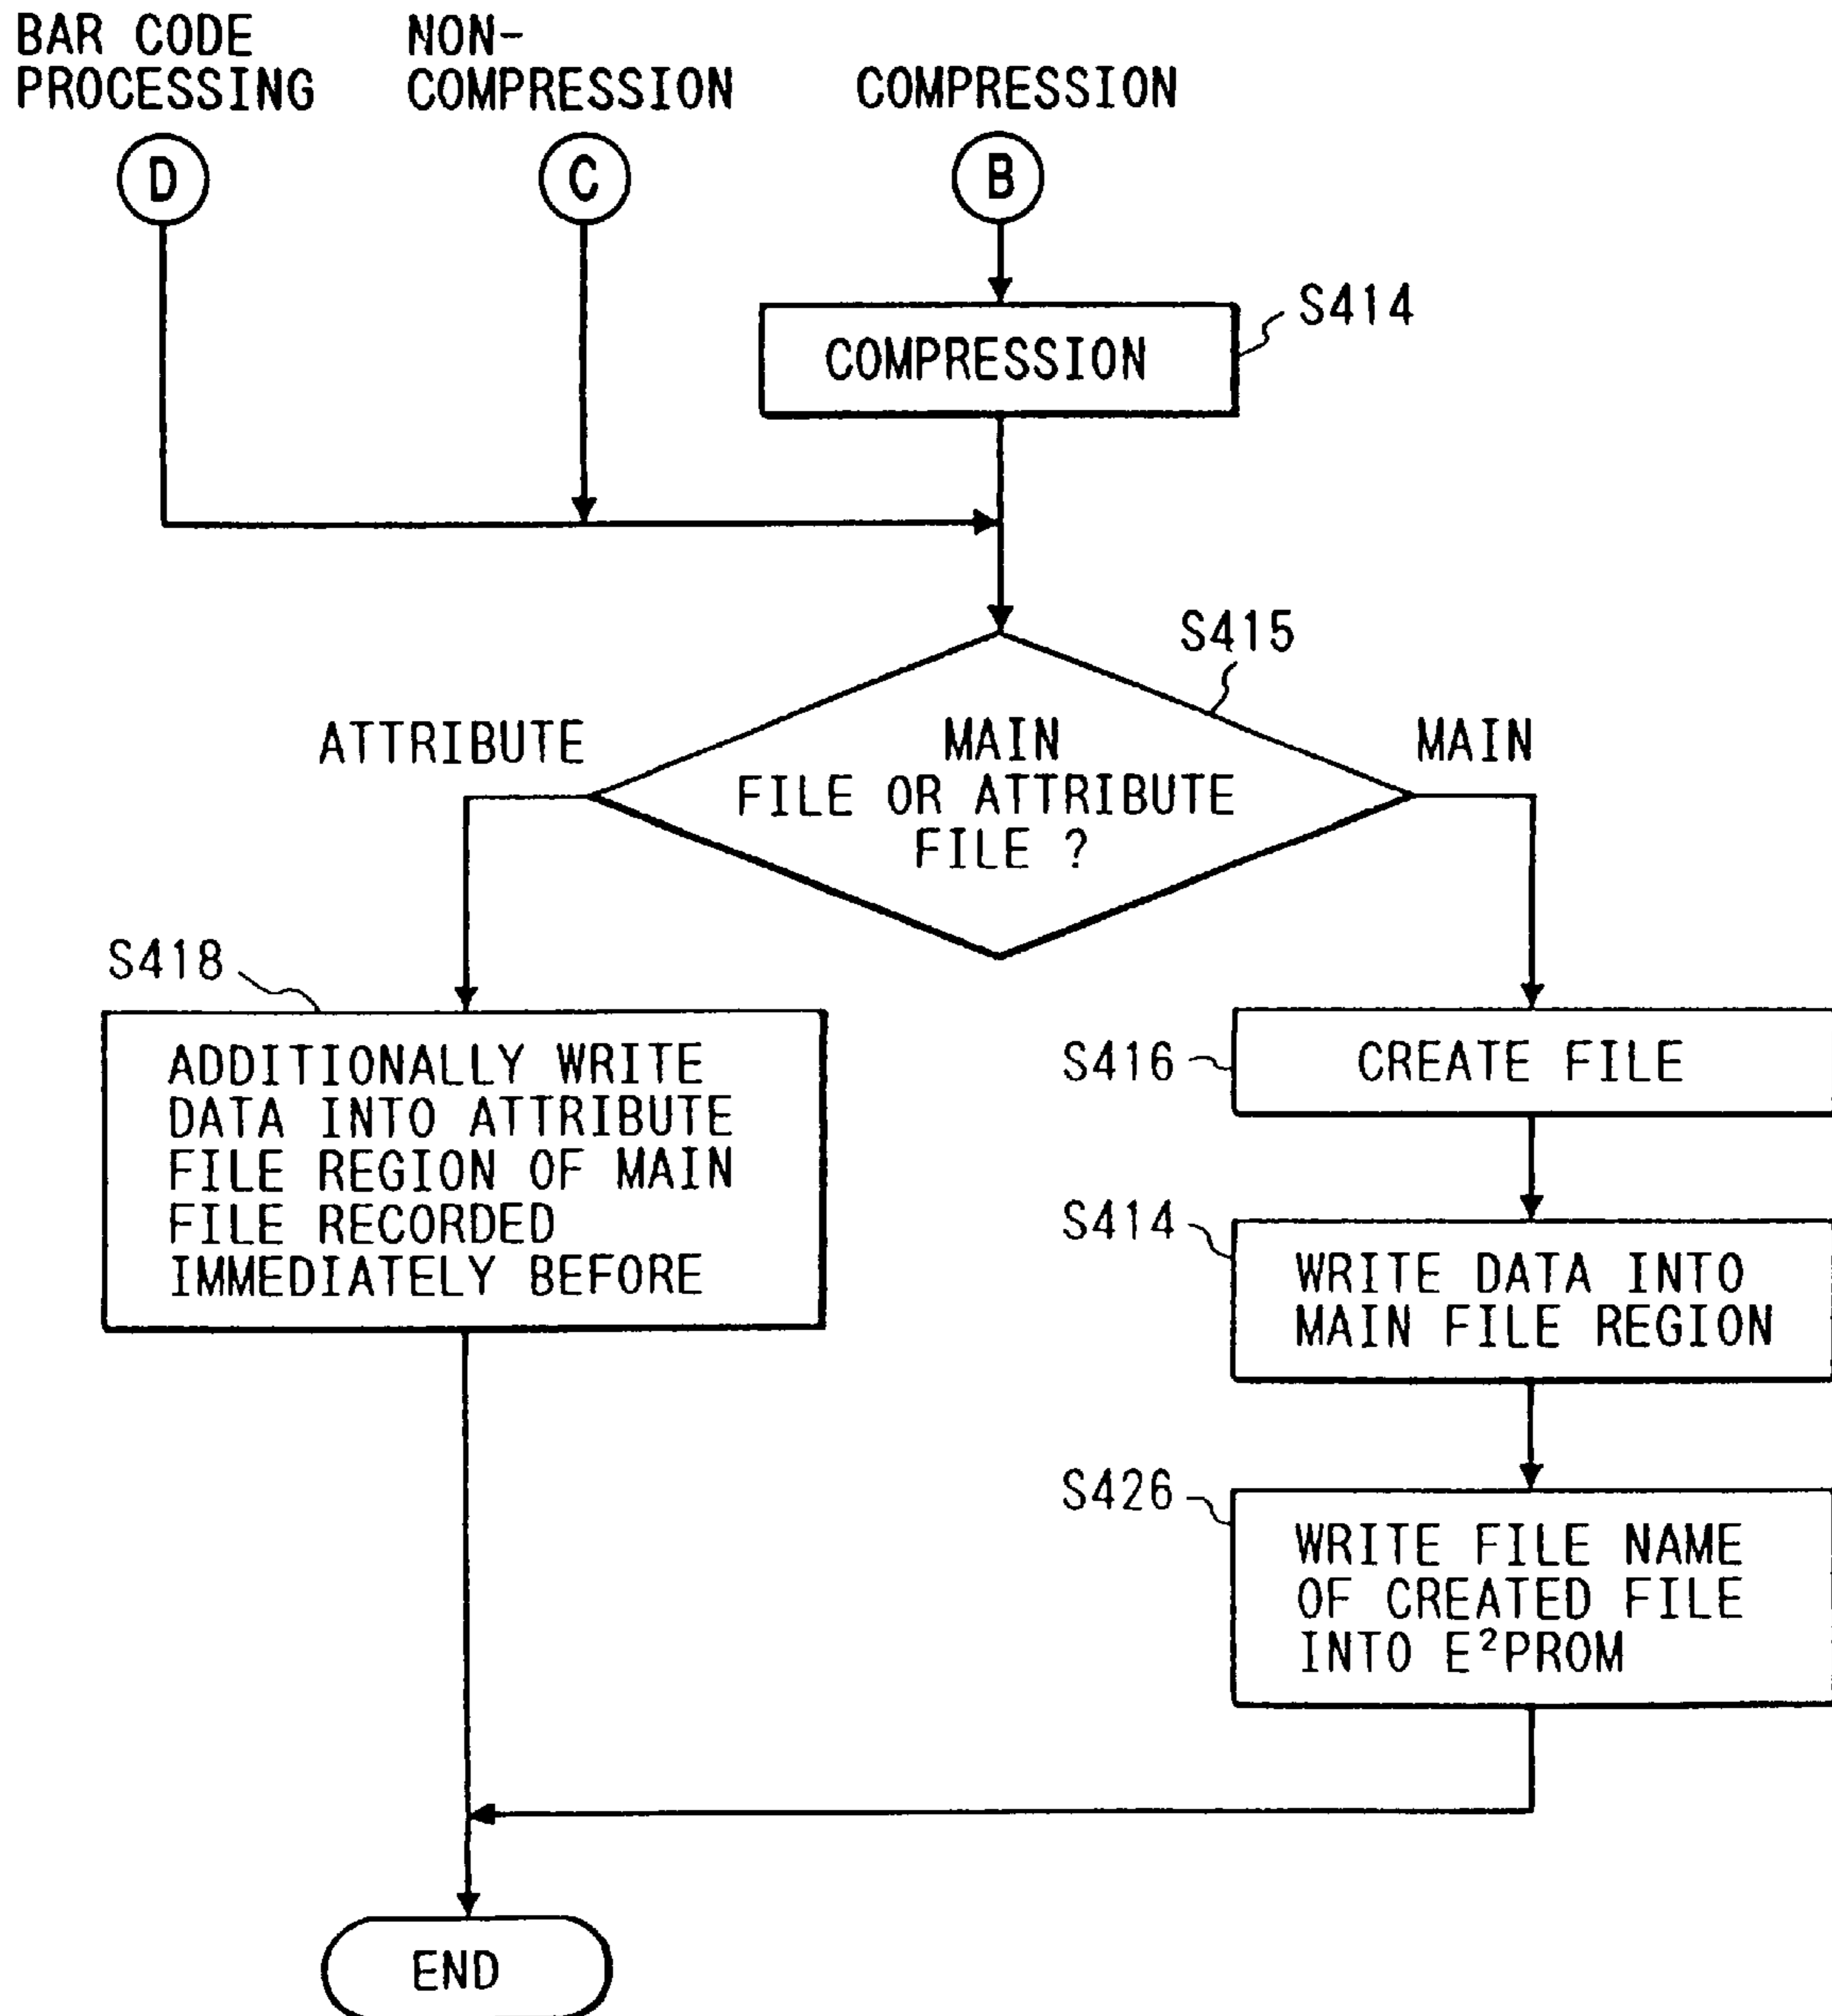 BAR CODE
PROCESSING
NON-
COMPRESSION
COMPRESSION
D
C
B
S414
COMPRESSION
S415
ATTRIBUTE
MAIN
FILE OR ATTRIBUTE
FILE ?
MAIN
S418
ADDITIONALLY WRITE
DATA INTO ATTRIBUTE
FILE REGION OF MAIN
FILE RECORDED
IMMEDIATELY BEFORE
S416
CREATE FILE
S414
WRITE DATA INTO
MAIN FILE REGION
S426
WRITE FILE NAME
OF CREATED FILE
INTO E²PROM
END